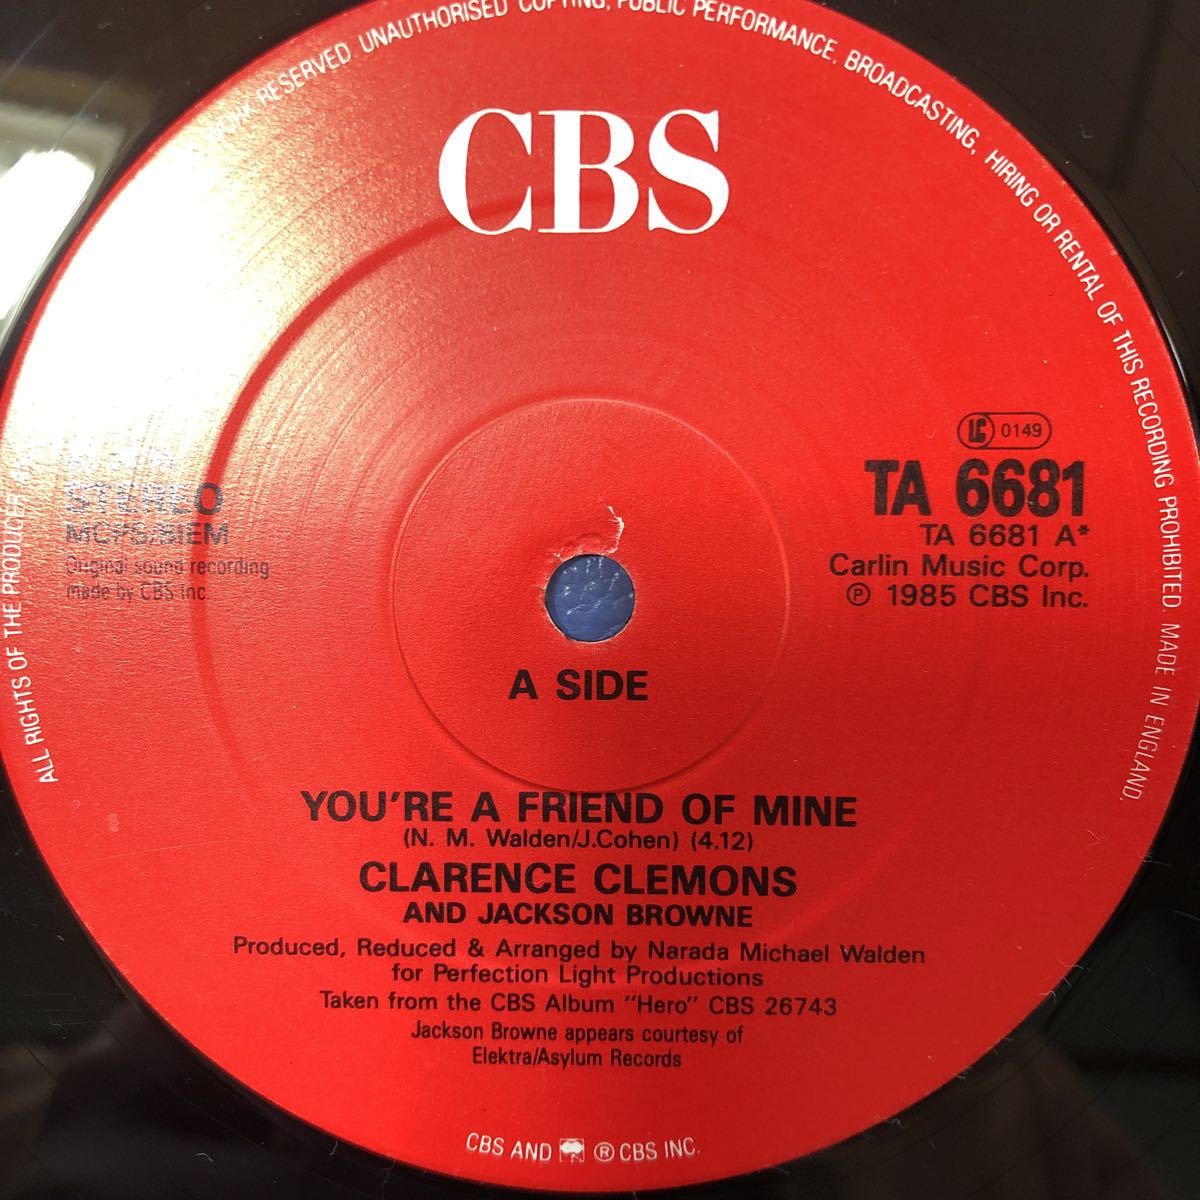 ALL RIGHTS OF THE PRODUCER
WORK RESERVED UNAUTHORISED COPYING, PUBLIC PERFORMANCE, BROADCASTING, HIRING OR RENTAL OF THIS RECORDING PROHIBITED. MADE IN ENGLAND.
CBS
LC 0149
STEREO
MCPS/BIEM
Original sound recording
made by CBS Inc.
TA 6681
TA 6681 A*
Carlin Music Corp.
℗ 1985 CBS Inc.
A SIDE
YOU'RE A FRIEND OF MINE
(N. M. Walden/J.Cohen) (4.12)
CLARENCE CLEMONS
AND JACKSON BROWNE
Produced, Reduced & Arranged by Narada Michael Walden
for Perfection Light Productions
Taken from the CBS Album "Hero" CBS 26743
Jackson Browne appears courtesy of
Elektra/Asylum Records
CBS AND ® CBS INC.